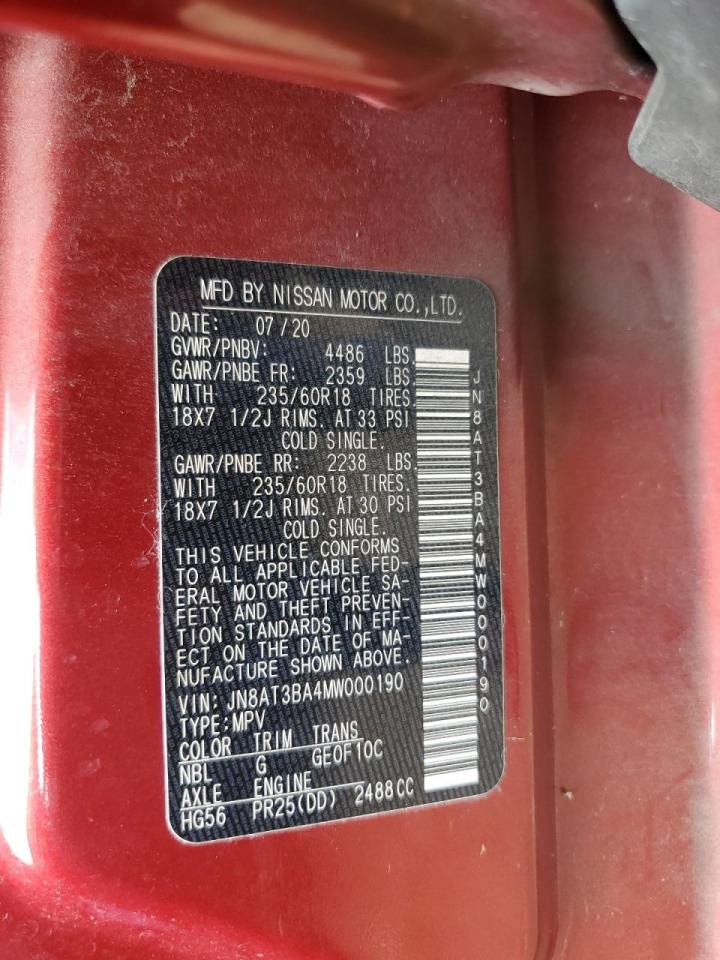 MFD BY NISSAN MOTOR CO.,LTD.
DATE: 07/20
GVWR/PNBV: 4486 LBS.
GAWR/PNBE FR: 2359 LBS.
WITH 235/60R18 TIRES.
18X7 1/2J RIMS. AT 33 PSI
COLD SINGLE.
GAWR/PNBE RR: 2238 LBS.
WITH 235/60R18 TIRES.
18X7 1/2J RIMS. AT 30 PSI
COLD SINGLE.
THIS VEHICLE CONFORMS
TO ALL APPLICABLE FED-
ERAL MOTOR VEHICLE SA-
FETY AND THEFT PREVEN-
TION STANDARDS IN EFF-
ECT ON THE DATE OF MA-
NUFACTURE SHOWN ABOVE.
VIN: JN8AT3BA4MW000190
TYPE:MPV
COLOR TRIM TRANS
NBL G GE0F10C
AXLE ENGINE
HG56 PR25(DD) 2488CC
JN8AT3BA4MW000190